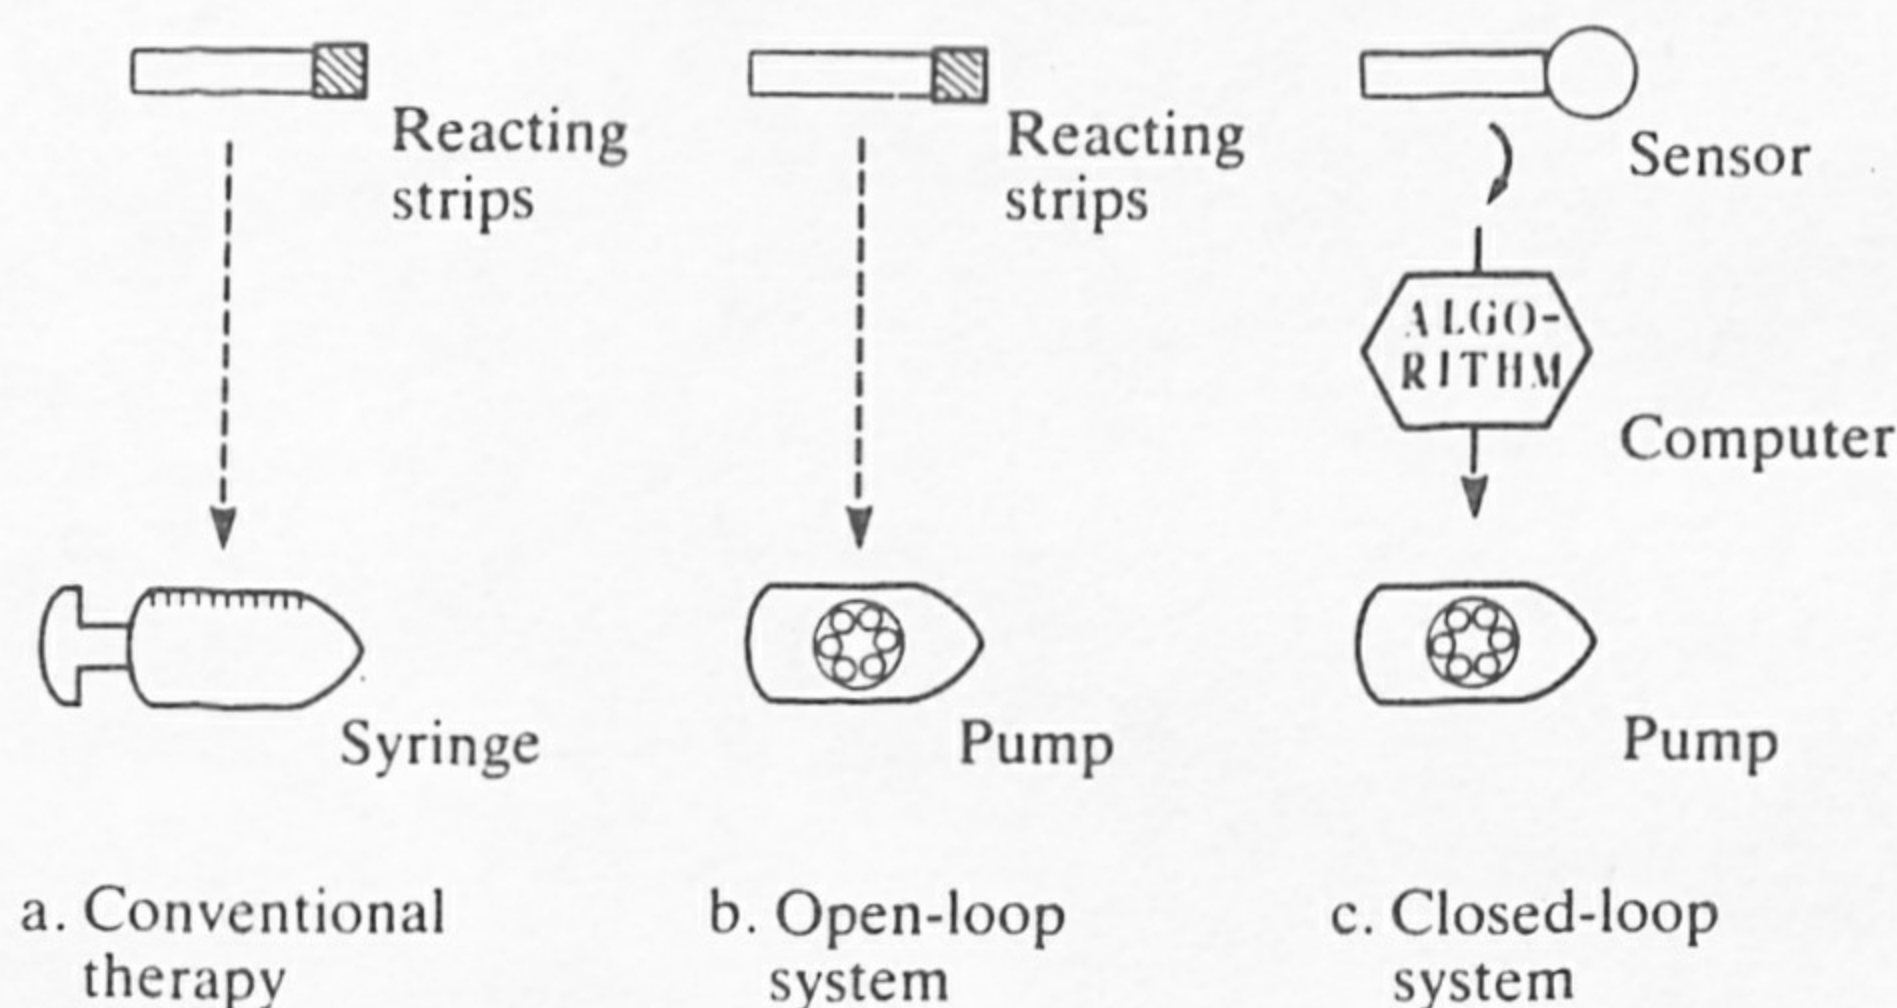 Reacting
strips
Syringe
a. Conventional
therapy
Reacting
strips
Pump
b. Open-loop
system
Sensor
ALGO-
RITHM
Computer
Pump
c. Closed-loop
system